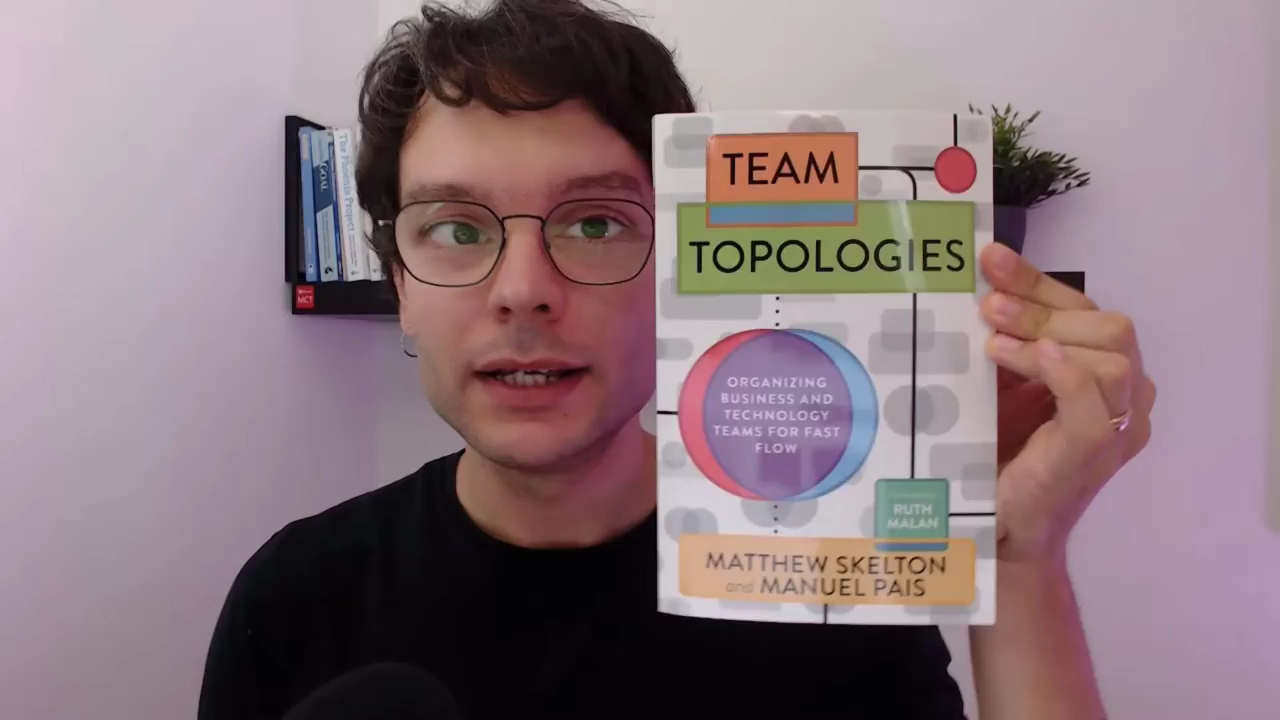 The Phoenix Project
GOAL
MCT
TEAM
TOPOLOGIES
ORGANIZING
BUSINESS AND
TECHNOLOGY
TEAMS FOR FAST
FLOW
RUTH
MALAN
MATTHEW SKELTON
and MANUEL PAIS